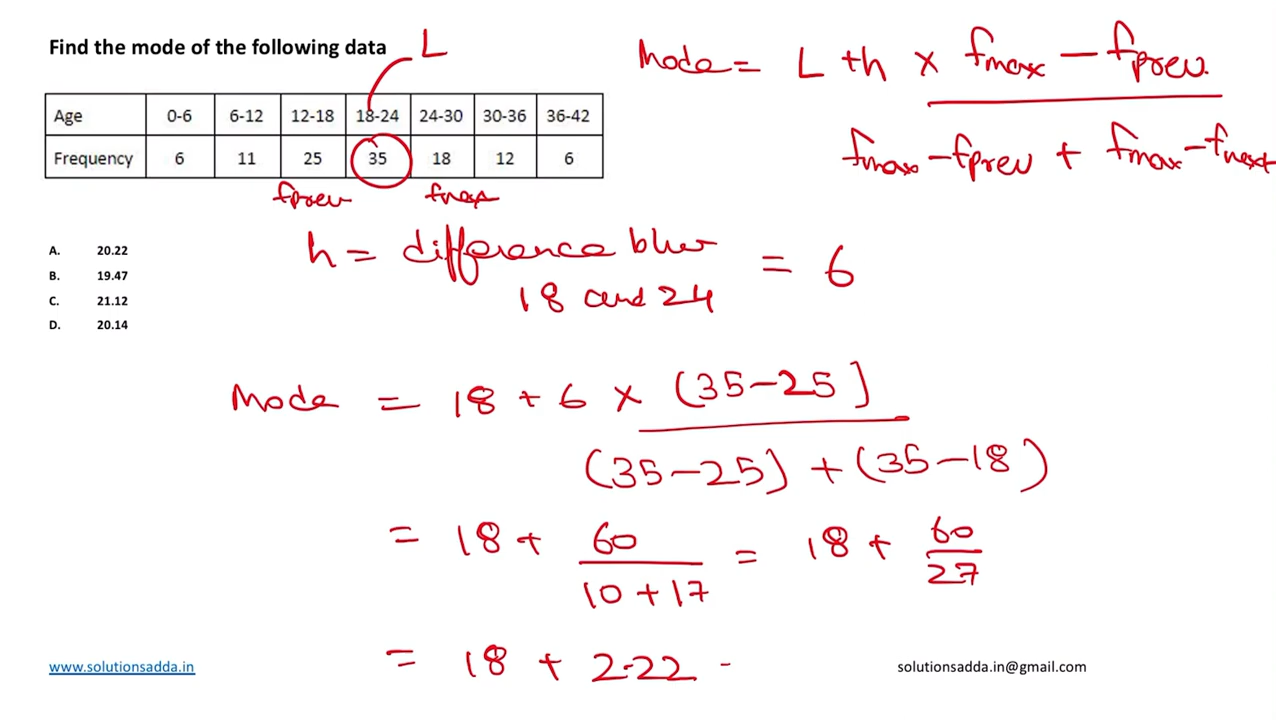 Find the mode of the following data
L
Mode = L + h × fmax - fprev.
fmax - fprev + fmax - fnext
Age 0-6 6-12 12-18 18-24 24-30 30-36 36-42
Frequency 6 11 25 35 18 12 6
fprev fnext
h = difference btwn 18 and 24 = 6
A. 20.22
B. 19.47
C. 21.12
D. 20.14
Mode = 18 + 6 × (35-25)
(35-25) + (35-18)
= 18 + 60 = 18 + 60
10 + 17 27
= 18 + 2.22 -
www.solutionsadda.in solutionsadda.in@gmail.com